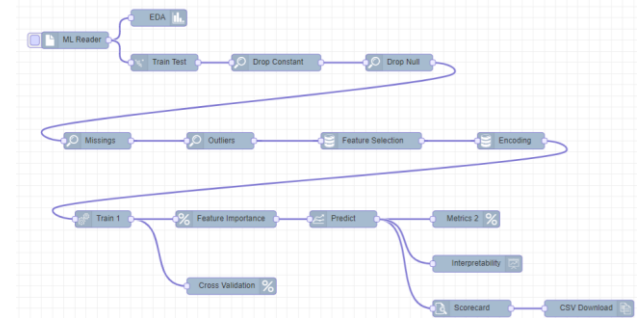 EDA
ML Reader
Train Test
Drop Constant
Drop Null
Missings
Outliers
Feature Selection
Encoding
Train 1
Feature Importance
Predict
Metrics 2
Interpretability
Cross Validation
Scorecard
CSV Download